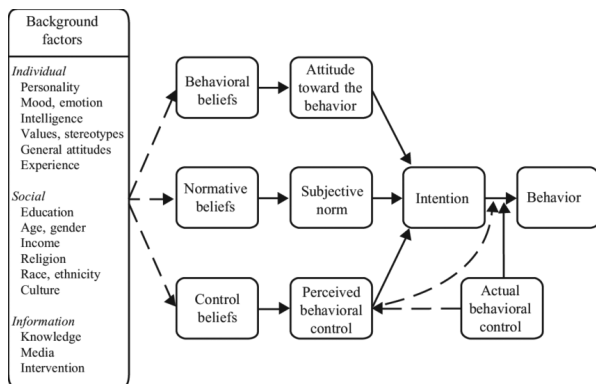 Background
factors
Individual
Personality
Mood, emotion
Intelligence
Values, stereotypes
General attitudes
Experience
Social
Education
Age, gender
Income
Religion
Race, ethnicity
Culture
Information
Knowledge
Media
Intervention
Behavioral
beliefs
Attitude
toward the
behavior
Normative
beliefs
Subjective
norm
Intention
Behavior
Control
beliefs
Perceived
behavioral
control
Actual
behavioral
control